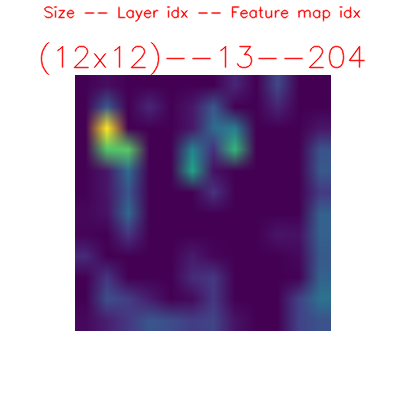 Size -- Layer idx -- Feature map idx
(12x12)--13--204